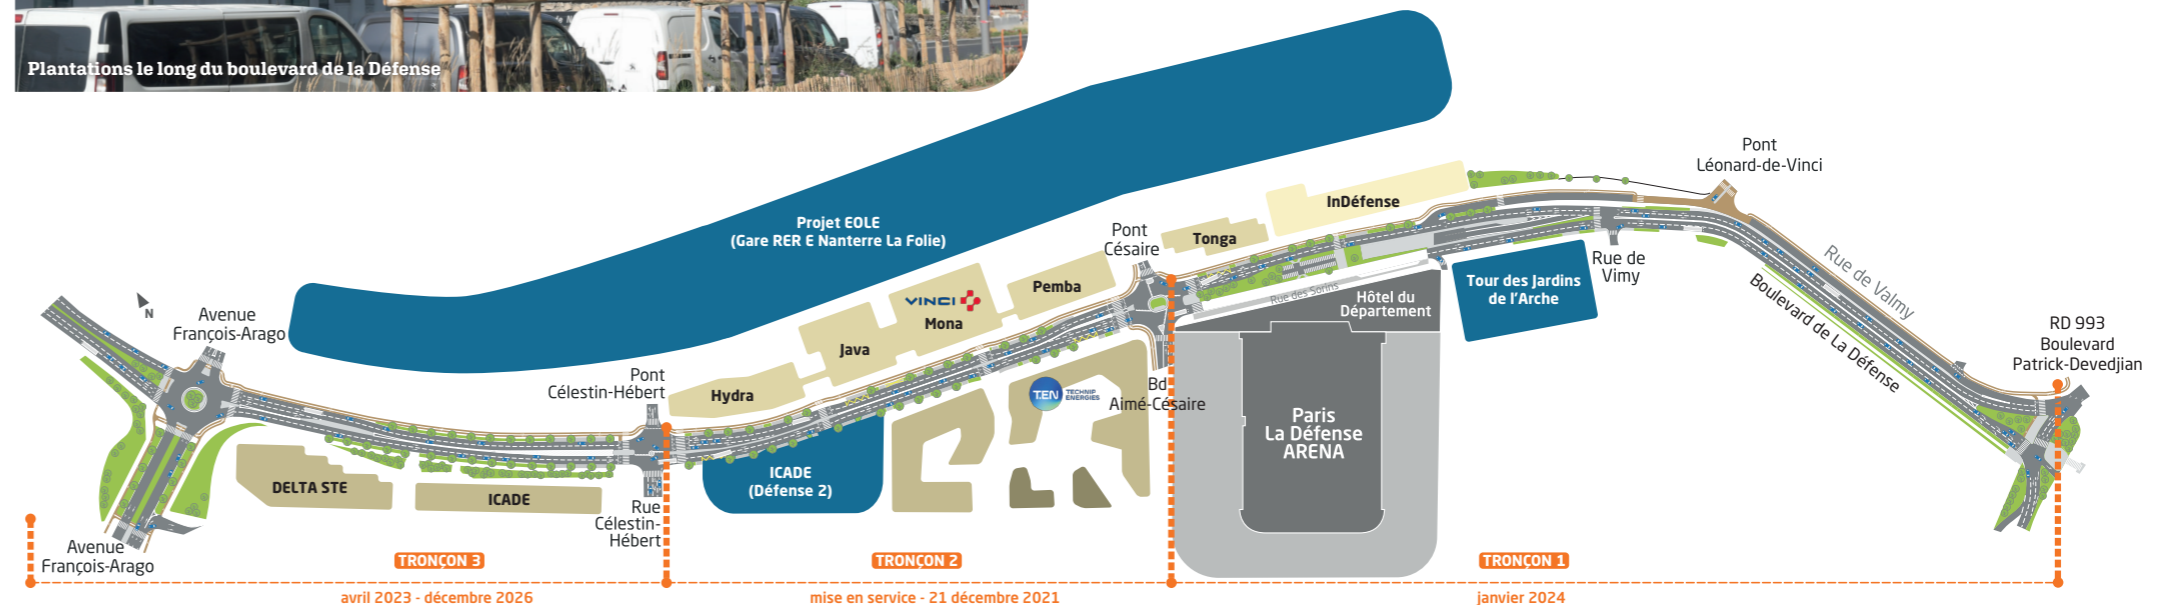 Plantations le long du boulevard de la Défense
Pont
Léonard-de-Vinci
InDéfense
Projet EOLE
(Gare RER E Nanterre La Folie)
Pont
Césaire
Tonga
Rue de
Vimy
Rue de Valmy
Boulevard de La Défense
Tour des Jardins
de l'Arche
Rue des Sorins
Hôtel du
Département
Pemba
VINCI
Mona
Java
N
Avenue
François-Arago
RD 993
Boulevard
Patrick-Devedjian
Pont
Célestin-Hébert
Hydra
T.EN TECHNIP
ENERGIES
Bd
Aimé-Césaire
Paris
La Défense
ARENA
ICADE
(Défense 2)
DELTA STE
ICADE
Rue
Célestin-
Hébert
Avenue
François-Arago
TRONÇON 3
TRONÇON 2
TRONÇON 1
avril 2023 - décembre 2026
mise en service - 21 décembre 2021
janvier 2024